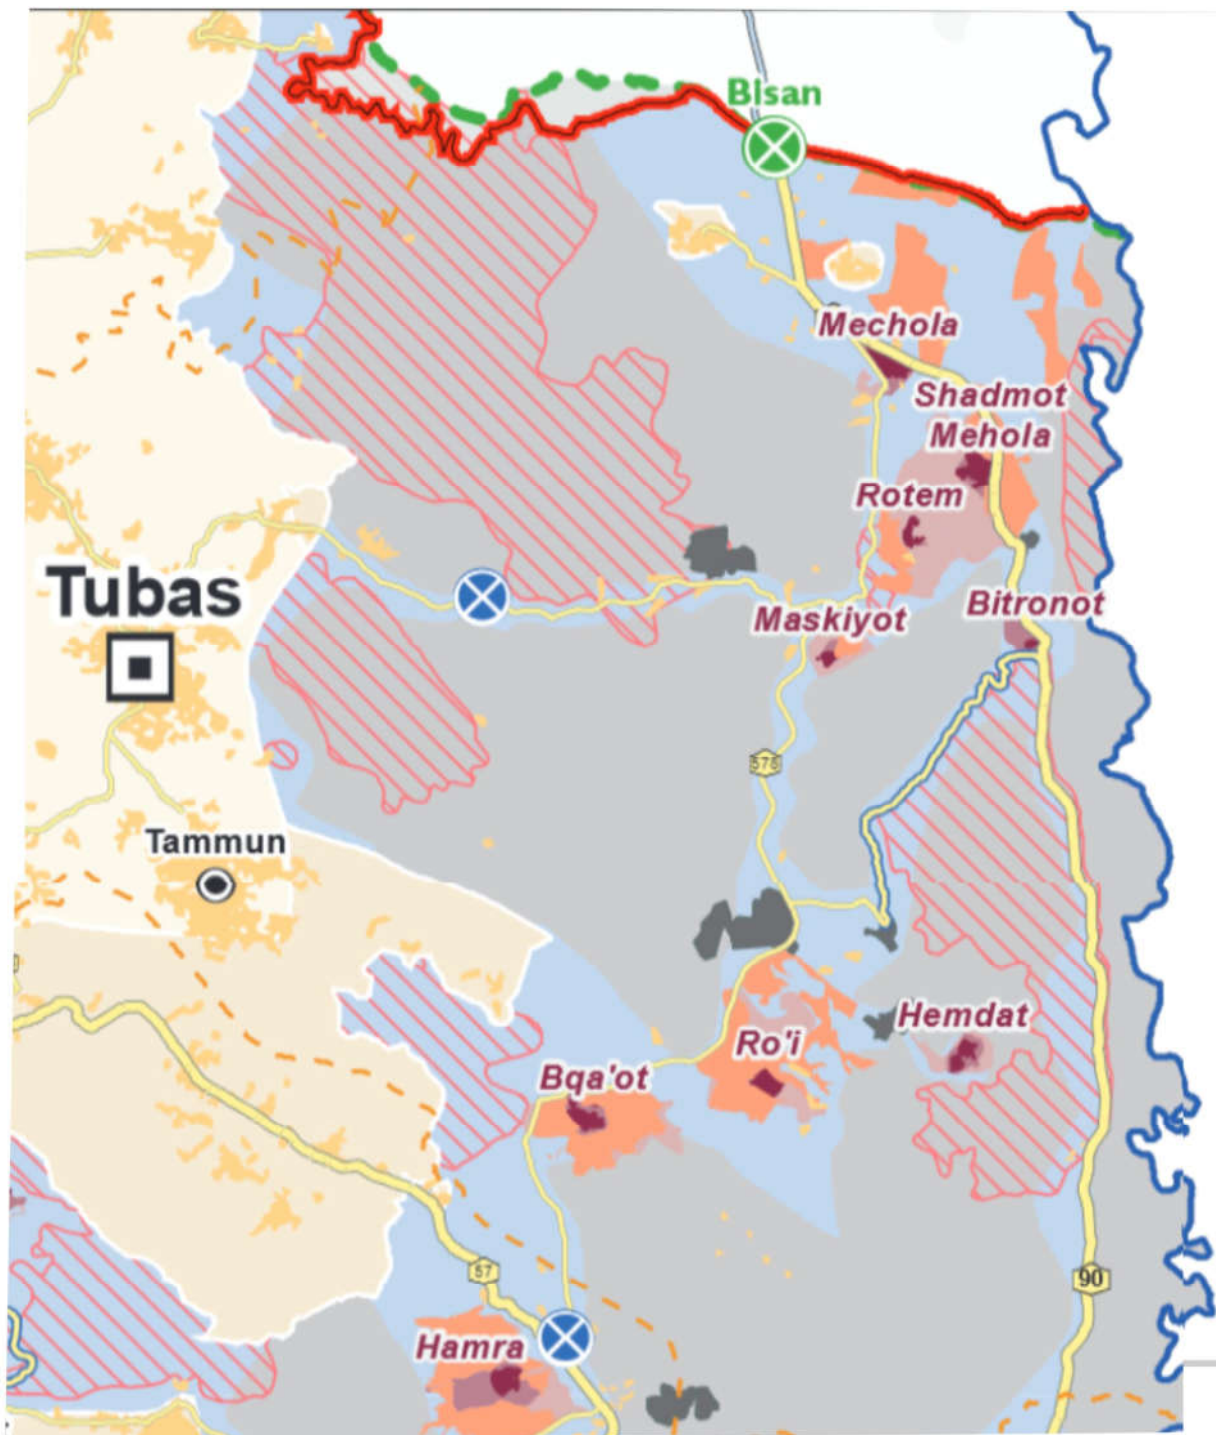 Bisan
Mechola
Shadmot
Mehola
Rotem
Tubas
Bitronot
Maskiyot
578
Tammun
Hemdat
Ro'i
Bqa'ot
57
90
Hamra